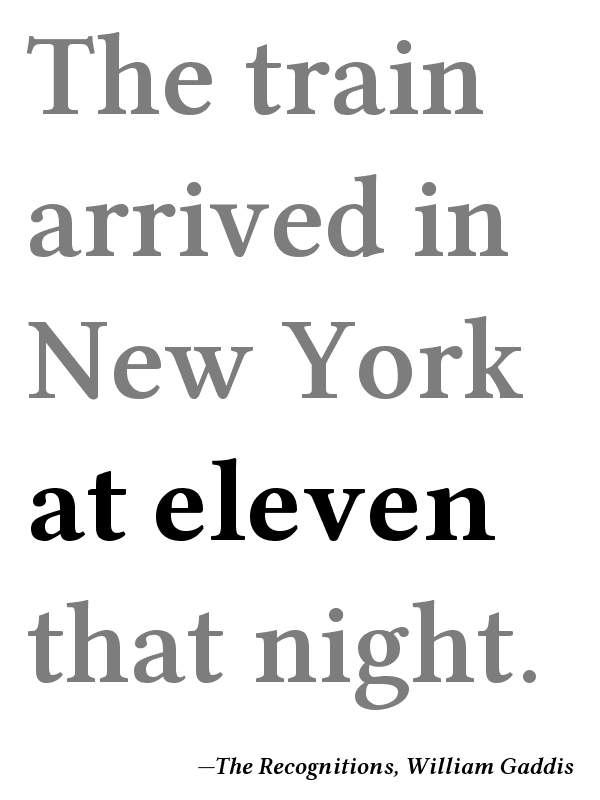 The train
arrived in
New York
at eleven
that night.
—The Recognitions, William Gaddis